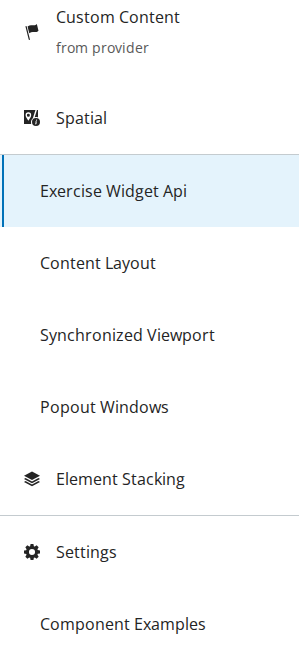 Custom Content
from provider
Spatial
Exercise Widget Api
Content Layout
Synchronized Viewport
Popout Windows
Element Stacking
Settings
Component Examples